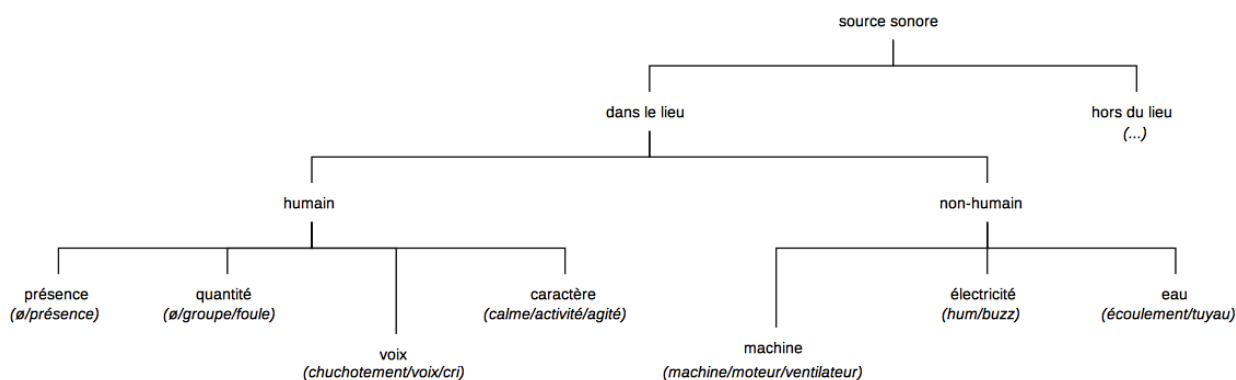 source sonore
dans le lieu
hors du lieu
(...)
humain
non-humain
présence
(ø/présence)
quantité
(ø/groupe/foule)
caractère
(calme/activité/agité)
électricité
(hum/buzz)
eau
(écoulement/tuyau)
voix
(chuchotement/voix/cri)
machine
(machine/moteur/ventilateur)